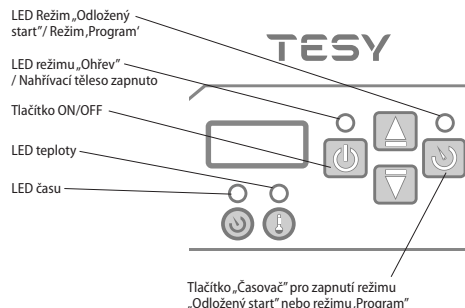 LED Režim „Odložený
start"/ Režim ‚Program‘
TESY
LED režimu „Ohřev"
/ Nahřívací těleso zapnuto
Tlačítko ON/OFF
LED teploty
LED času
Tlačítko „Časovač" pro zapnutí režimu
„Odložený start" nebo režimu ‚Program"